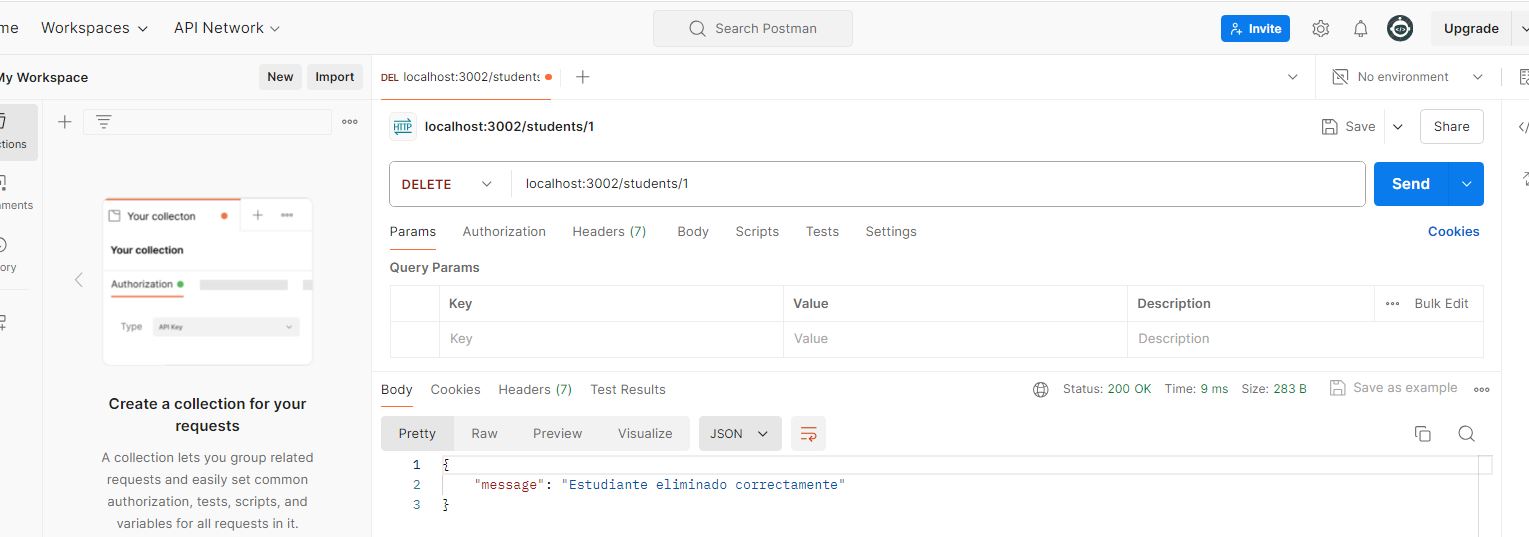 me Workspaces API Network Search Postman Invite Upgrade
My Workspace New Import DEL localhost:3002/students No environment
localhost:3002/students/1 Save Share
DELETE localhost:3002/students/1 Send
Params Authorization Headers (7) Body Scripts Tests Settings Cookies
Query Params
Key Value Description Bulk Edit
Key Value Description
Body Cookies Headers (7) Test Results Status: 200 OK Time: 9 ms Size: 283 B Save as example
Pretty Raw Preview Visualize JSON
1 {
2 "message": "Estudiante eliminado correctamente"
3 }
tions
ments
ory
Your collecton
Your collection
Authorization
Type API Key
Create a collection for your
requests
A collection lets you group related
requests and easily set common
authorization, tests, scripts, and
variables for all requests in it.
HTTP